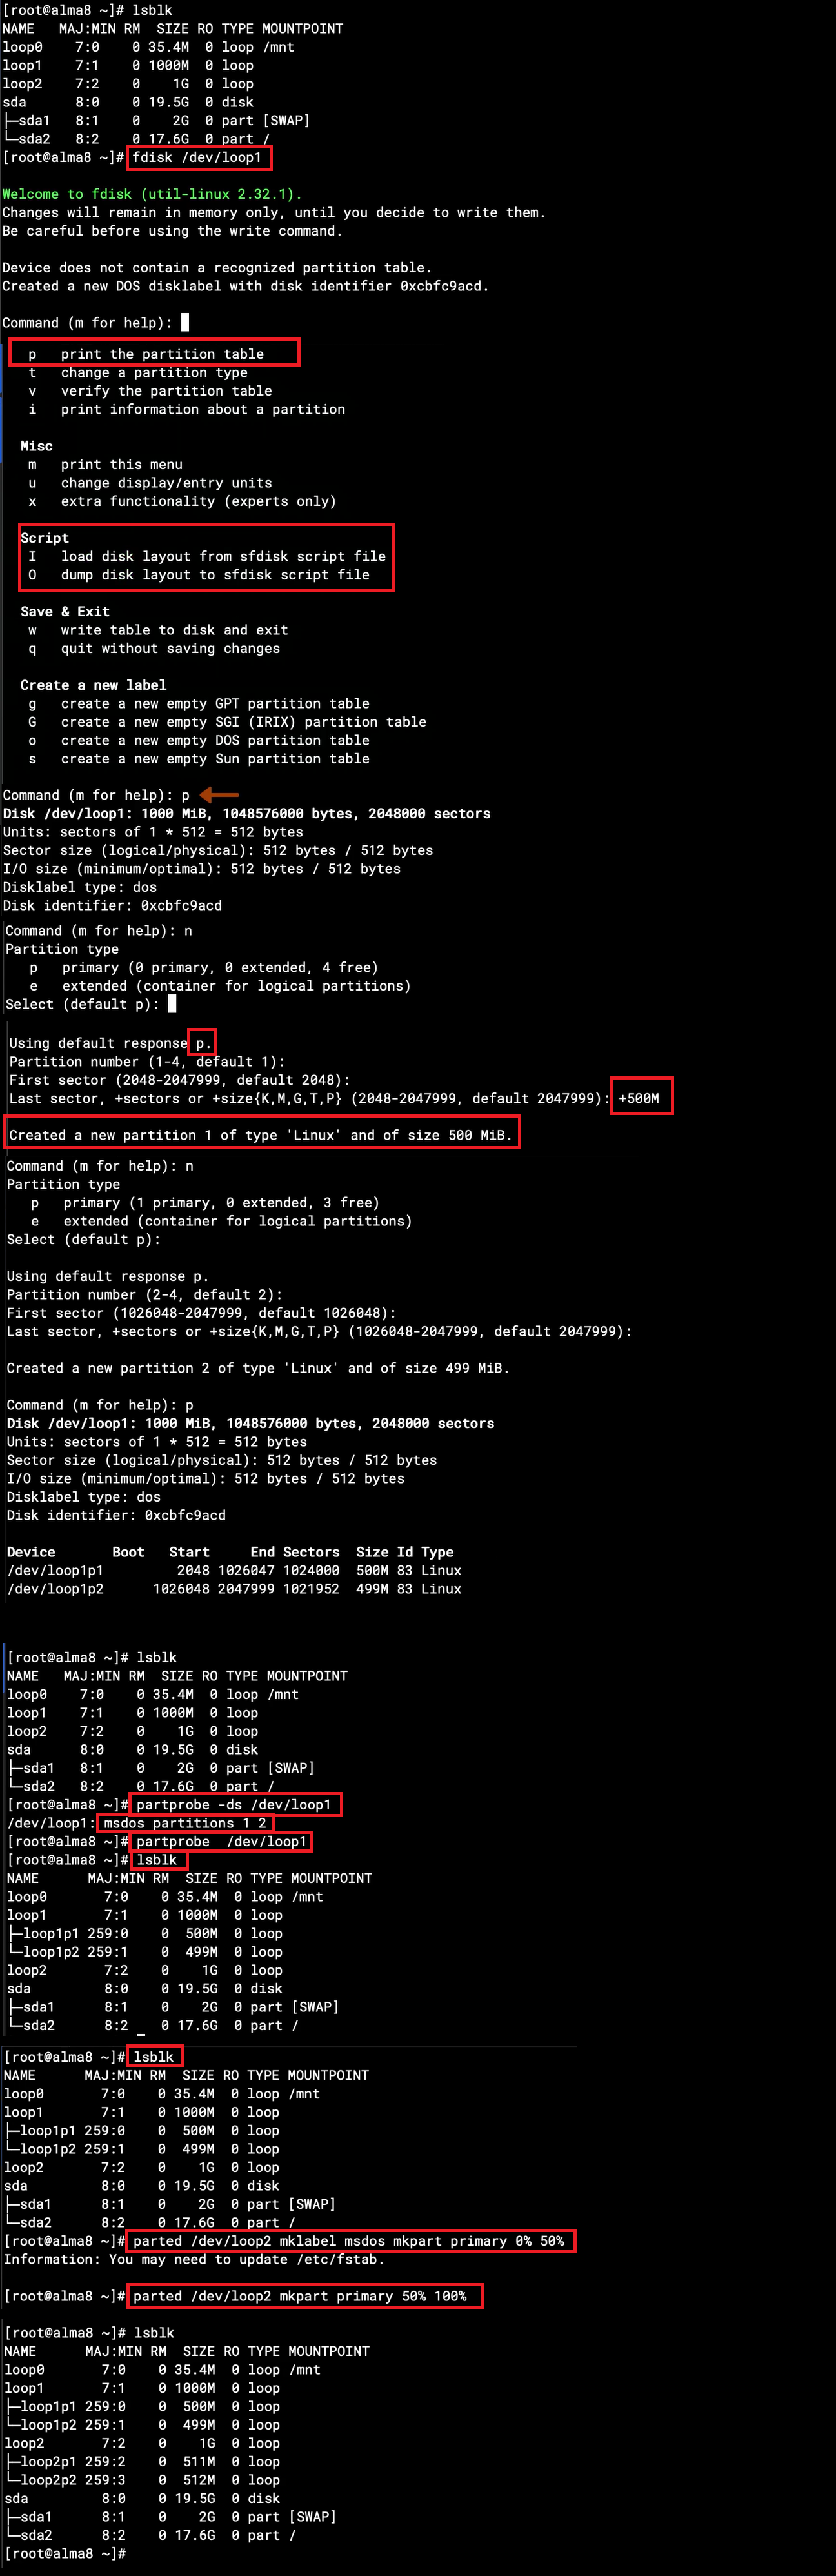 [root@alma8 ~]# lsblk
NAME   MAJ:MIN RM  SIZE RO TYPE MOUNTPOINT
loop0    7:0    0 35.4M  0 loop /mnt
loop1    7:1    0 1000M  0 loop
loop2    7:2    0    1G  0 loop
sda      8:0    0 19.5G  0 disk
├─sda1   8:1    0    2G  0 part [SWAP]
└─sda2   8:2    0 17.6G  0 part /
[root@alma8 ~]# fdisk /dev/loop1
Welcome to fdisk (util-linux 2.32.1).
Changes will remain in memory only, until you decide to write them.
Be careful before using the write command.
Device does not contain a recognized partition table.
Created a new DOS disklabel with disk identifier 0xcbfc9acd.
Command (m for help):
p   print the partition table
t   change a partition type
v   verify the partition table
i   print information about a partition
Misc
m   print this menu
u   change display/entry units
x   extra functionality (experts only)
Script
I   load disk layout from sfdisk script file
O   dump disk layout to sfdisk script file
Save & Exit
w   write table to disk and exit
q   quit without saving changes
Create a new label
g   create a new empty GPT partition table
G   create a new empty SGI (IRIX) partition table
o   create a new empty DOS partition table
s   create a new empty Sun partition table
Command (m for help): p
Disk /dev/loop1: 1000 MiB, 1048576000 bytes, 2048000 sectors
Units: sectors of 1 * 512 = 512 bytes
Sector size (logical/physical): 512 bytes / 512 bytes
I/O size (minimum/optimal): 512 bytes / 512 bytes
Disklabel type: dos
Disk identifier: 0xcbfc9acd
Command (m for help): n
Partition type
p   primary (0 primary, 0 extended, 4 free)
e   extended (container for logical partitions)
Select (default p):
Using default response p.
Partition number (1-4, default 1):
First sector (2048-2047999, default 2048):
Last sector, +sectors or +size{K,M,G,T,P} (2048-2047999, default 2047999): +500M
Created a new partition 1 of type 'Linux' and of size 500 MiB.
Command (m for help): n
Partition type
p   primary (1 primary, 0 extended, 3 free)
e   extended (container for logical partitions)
Select (default p):
Using default response p.
Partition number (2-4, default 2):
First sector (1026048-2047999, default 1026048):
Last sector, +sectors or +size{K,M,G,T,P} (1026048-2047999, default 2047999):
Created a new partition 2 of type 'Linux' and of size 499 MiB.
Command (m for help): p
Disk /dev/loop1: 1000 MiB, 1048576000 bytes, 2048000 sectors
Units: sectors of 1 * 512 = 512 bytes
Sector size (logical/physical): 512 bytes / 512 bytes
I/O size (minimum/optimal): 512 bytes / 512 bytes
Disklabel type: dos
Disk identifier: 0xcbfc9acd
Device       Boot   Start     End Sectors  Size Id Type
/dev/loop1p1         2048 1026047 1024000  500M 83 Linux
/dev/loop1p2      1026048 2047999 1021952  499M 83 Linux
[root@alma8 ~]# lsblk
NAME   MAJ:MIN RM  SIZE RO TYPE MOUNTPOINT
loop0    7:0    0 35.4M  0 loop /mnt
loop1    7:1    0 1000M  0 loop
loop2    7:2    0    1G  0 loop
sda      8:0    0 19.5G  0 disk
├─sda1   8:1    0    2G  0 part [SWAP]
└─sda2   8:2    0 17.6G  0 part /
[root@alma8 ~]# partprobe -ds /dev/loop1
/dev/loop1: msdos partitions 1 2
[root@alma8 ~]# partprobe  /dev/loop1
[root@alma8 ~]# lsblk
NAME      MAJ:MIN RM  SIZE RO TYPE MOUNTPOINT
loop0       7:0    0 35.4M  0 loop /mnt
loop1       7:1    0 1000M  0 loop
├─loop1p1 259:0    0  500M  0 loop
└─loop1p2 259:1    0  499M  0 loop
loop2       7:2    0    1G  0 loop
sda         8:0    0 19.5G  0 disk
├─sda1      8:1    0    2G  0 part [SWAP]
└─sda2      8:2    0 17.6G  0 part /
[root@alma8 ~]# lsblk
NAME      MAJ:MIN RM  SIZE RO TYPE MOUNTPOINT
loop0       7:0    0 35.4M  0 loop /mnt
loop1       7:1    0 1000M  0 loop
├─loop1p1 259:0    0  500M  0 loop
└─loop1p2 259:1    0  499M  0 loop
loop2       7:2    0    1G  0 loop
sda         8:0    0 19.5G  0 disk
├─sda1      8:1    0    2G  0 part [SWAP]
└─sda2      8:2    0 17.6G  0 part /
[root@alma8 ~]# parted /dev/loop2 mklabel msdos mkpart primary 0% 50%
Information: You may need to update /etc/fstab.
[root@alma8 ~]# parted /dev/loop2 mkpart primary 50% 100%
[root@alma8 ~]# lsblk
NAME      MAJ:MIN RM  SIZE RO TYPE MOUNTPOINT
loop0       7:0    0 35.4M  0 loop /mnt
loop1       7:1    0 1000M  0 loop
├─loop1p1 259:0    0  500M  0 loop
└─loop1p2 259:1    0  499M  0 loop
loop2       7:2    0    1G  0 loop
├─loop2p1 259:2    0  511M  0 loop
└─loop2p2 259:3    0  512M  0 loop
sda         8:0    0 19.5G  0 disk
├─sda1      8:1    0    2G  0 part [SWAP]
└─sda2      8:2    0 17.6G  0 part /
[root@alma8 ~]#